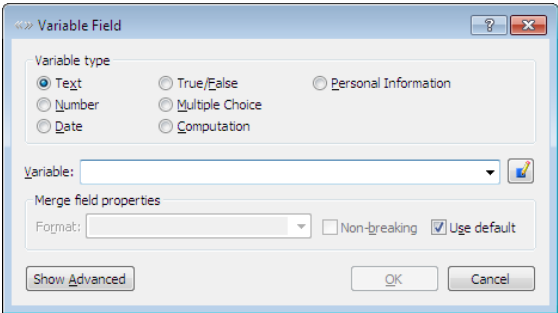 «» Variable Field
Variable type
Text True/False Personal Information
Number Multiple Choice
Date Computation
Variable:
Merge field properties
Format: Non-breaking Use default
Show Advanced OK Cancel